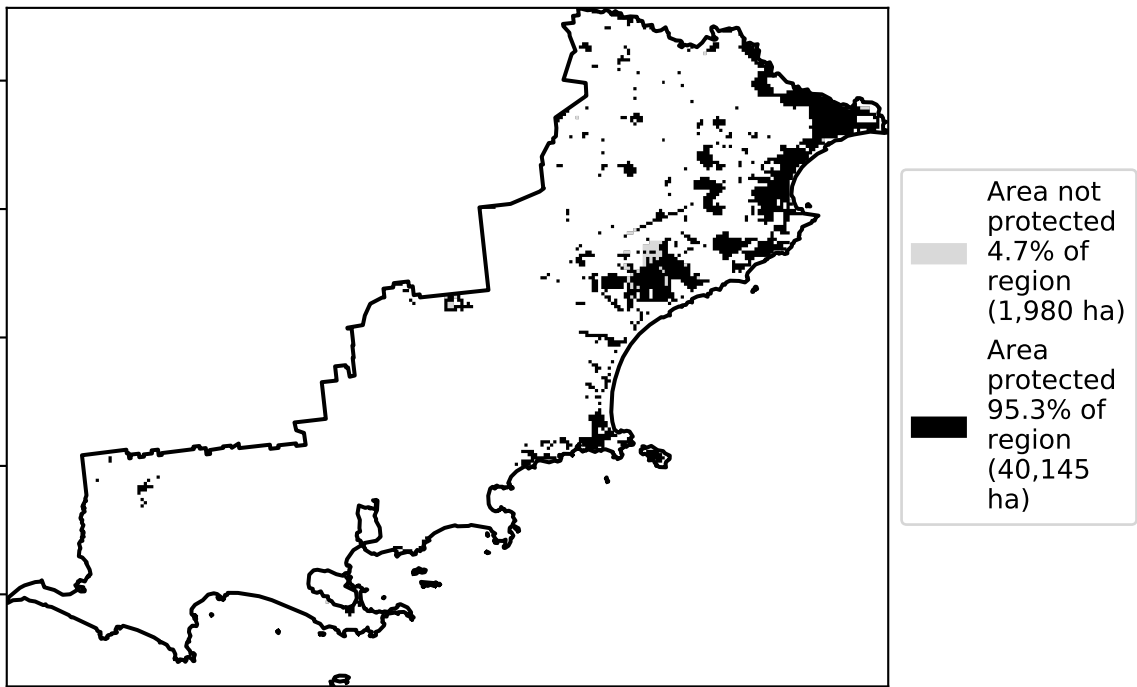 Area not
protected
4.7% of
region
(1,980 ha)
Area
protected
95.3% of
region
(40,145
ha)